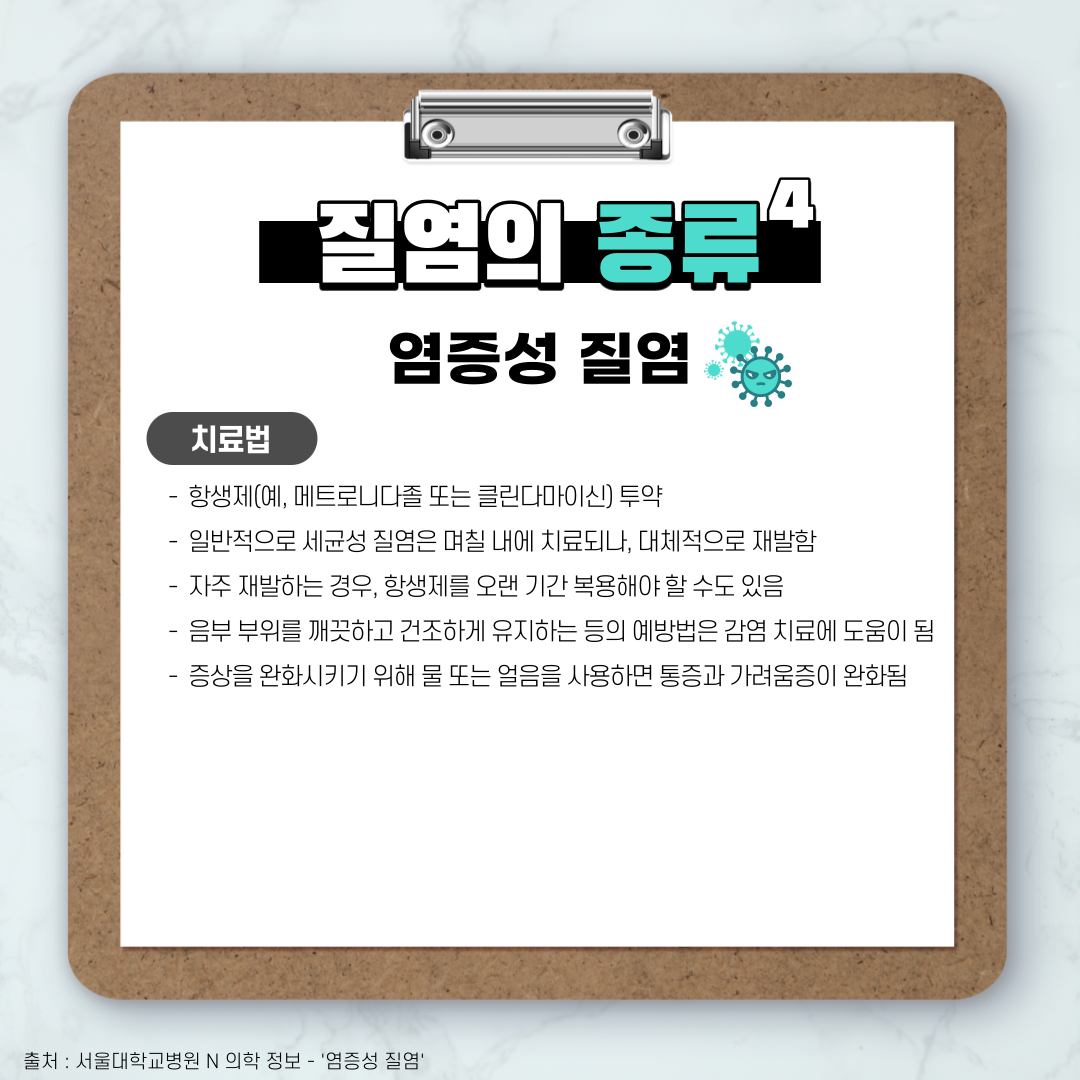 질염의 종류 4
염증성 질염
치료법
- 항생제(예, 메트로니다졸 또는 클린다마이신) 투약
- 일반적으로 세균성 질염은 며칠 내에 치료되나, 대체적으로 재발함
- 자주 재발하는 경우, 항생제를 오랜 기간 복용해야 할 수도 있음
- 음부 부위를 깨끗하고 건조하게 유지하는 등의 예방법은 감염 치료에 도움이 됨
- 증상을 완화시키기 위해 물 또는 얼음을 사용하면 통증과 가려움증이 완화됨
출처 : 서울대학교병원 N 의학 정보 - '염증성 질염'